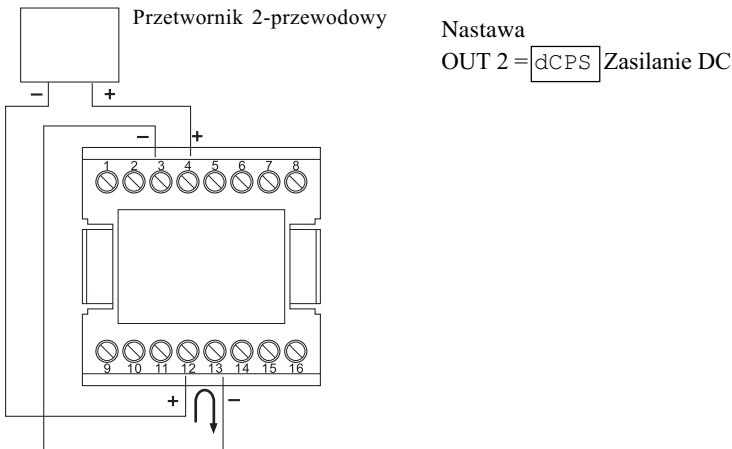 Przetwornik 2-przewodowy
Nastawa
OUT 2 = dCPS Zasilanie DC
− +
− +
1 2 3 4 5 6 7 8
9 10 11 12 13 14 15 16
+ −